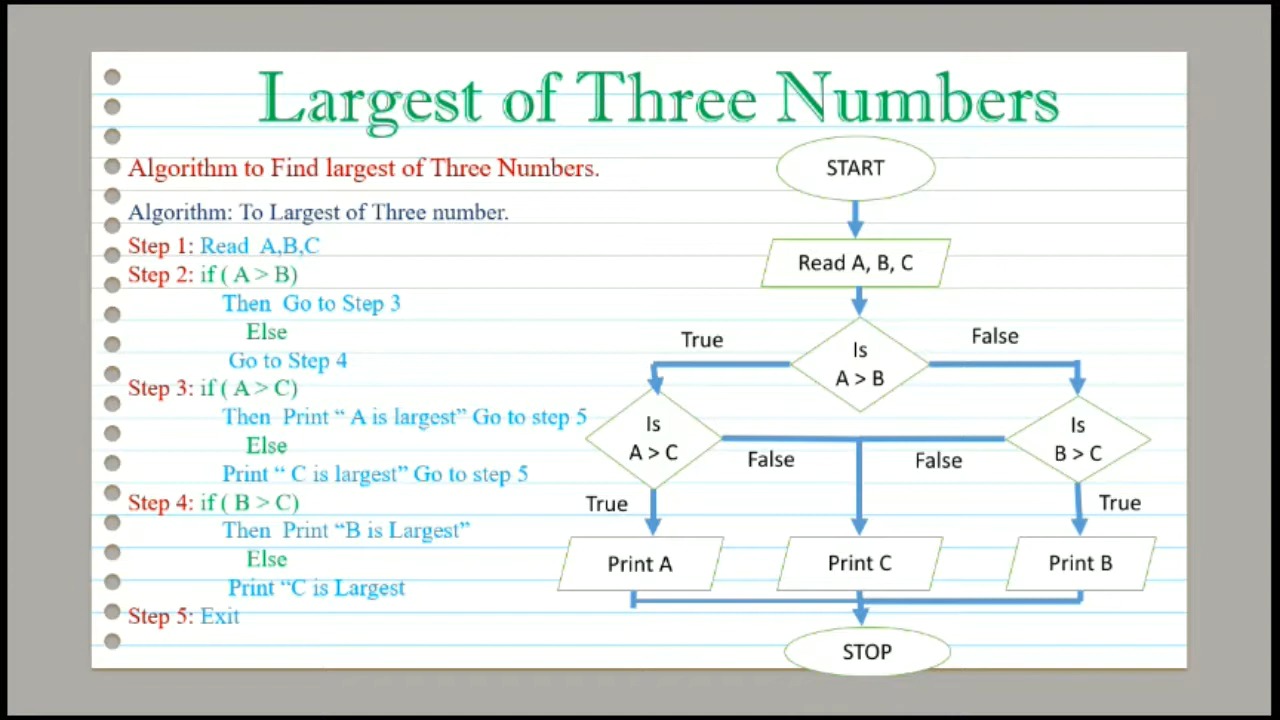 Largest of Three Numbers
Algorithm to Find largest of Three Numbers.
Algorithm: To Largest of Three number.
Step 1: Read A,B,C
Step 2: if ( A > B)
Then Go to Step 3
Else
Go to Step 4
Step 3: if ( A > C)
Then Print “ A is largest” Go to step 5
Else
Print “ C is largest” Go to step 5
Step 4: if ( B > C)
Then Print “B is Largest”
Else
Print “C is Largest
Step 5: Exit
START
Read A, B, C
Is
A > B
True
False
Is
A > C
Is
B > C
False
False
True
True
Print A
Print C
Print B
STOP